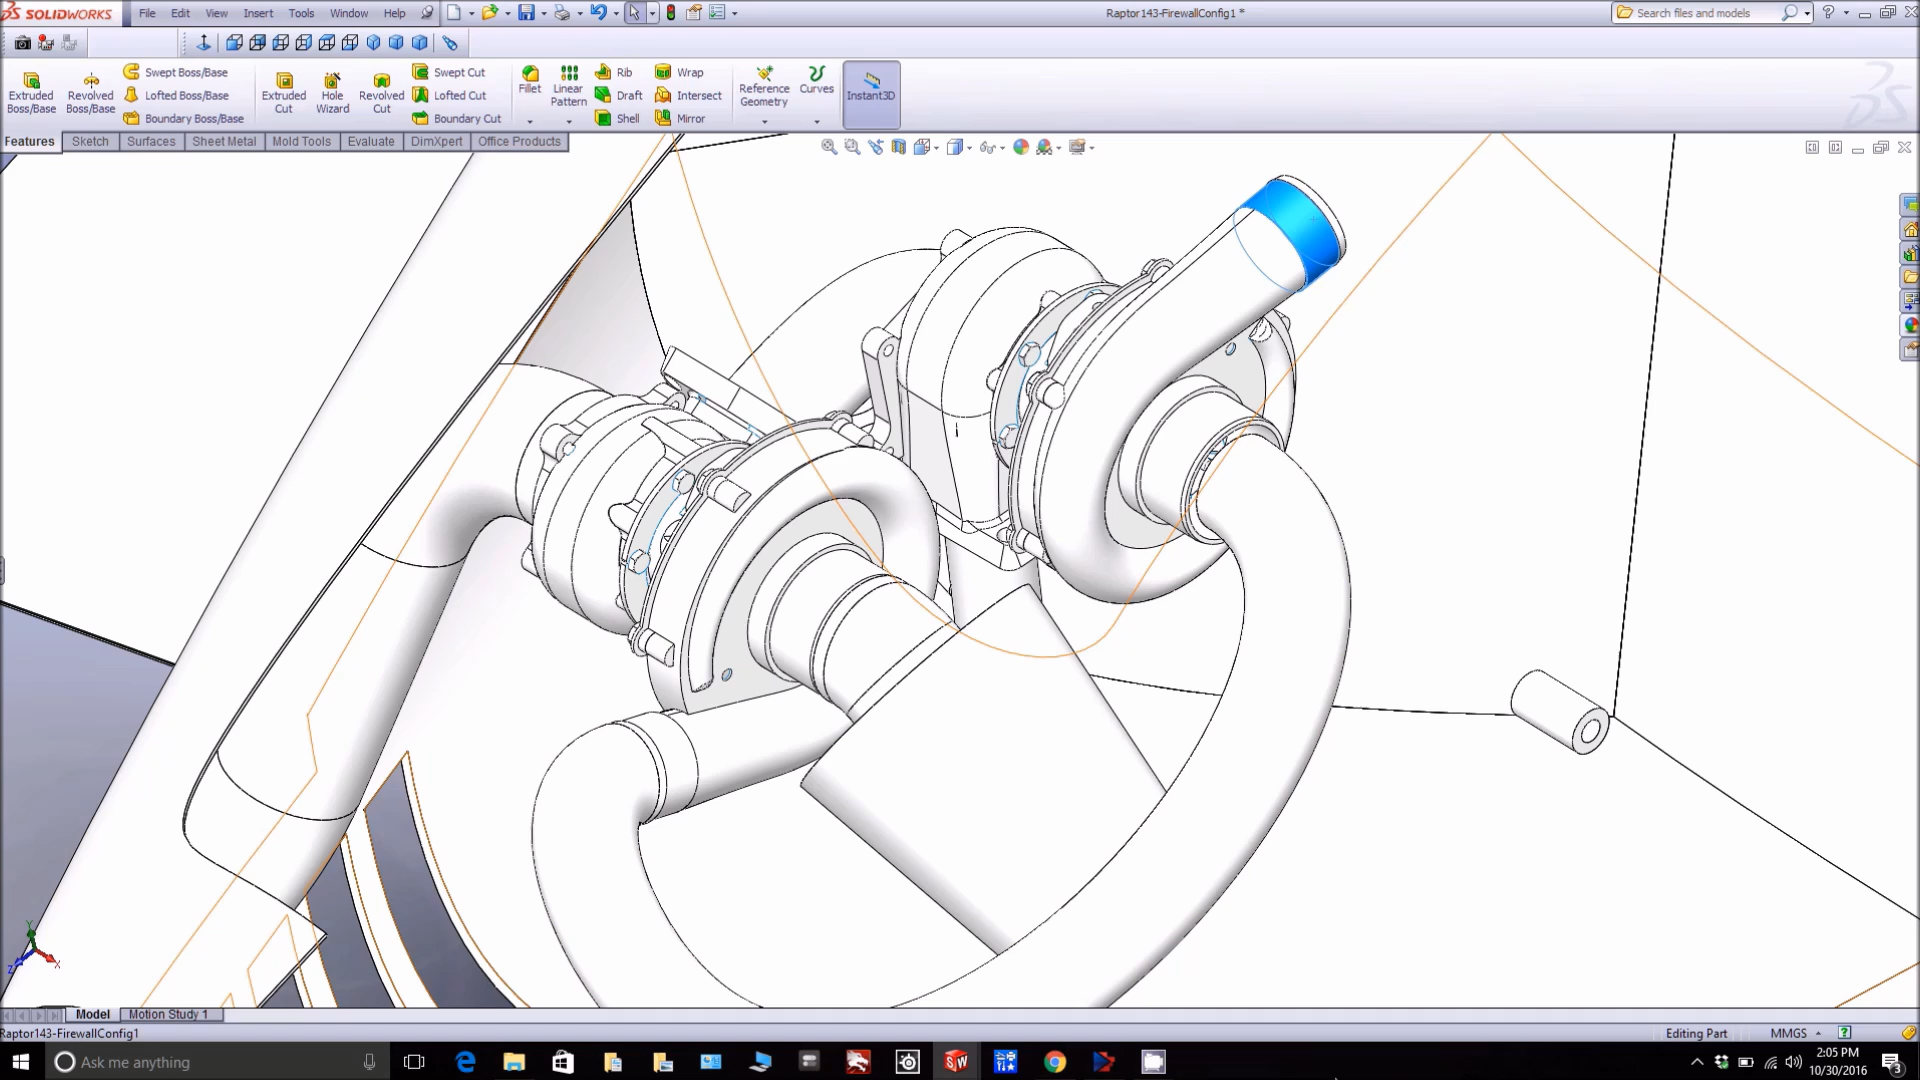 SOLIDWORKS File Edit View Insert Tools Window Help Raptor143-FirewallConfig1 * Search files and models
Extruded Boss/Base
Revolved Boss/Base
Swept Boss/Base
Lofted Boss/Base
Boundary Boss/Base
Extruded Cut
Hole Wizard
Revolved Cut
Swept Cut
Lofted Cut
Boundary Cut
Fillet
Linear Pattern
Rib
Draft
Shell
Wrap
Intersect
Mirror
Reference Geometry
Curves
Instant3D
Features Sketch Surfaces Sheet Metal Mold Tools Evaluate DimXpert Office Products
Y
Z
X
Model Motion Study 1
Raptor143-FirewallConfig1 Editing Part MMGS
Ask me anything
2:05 PM
10/30/2016
3